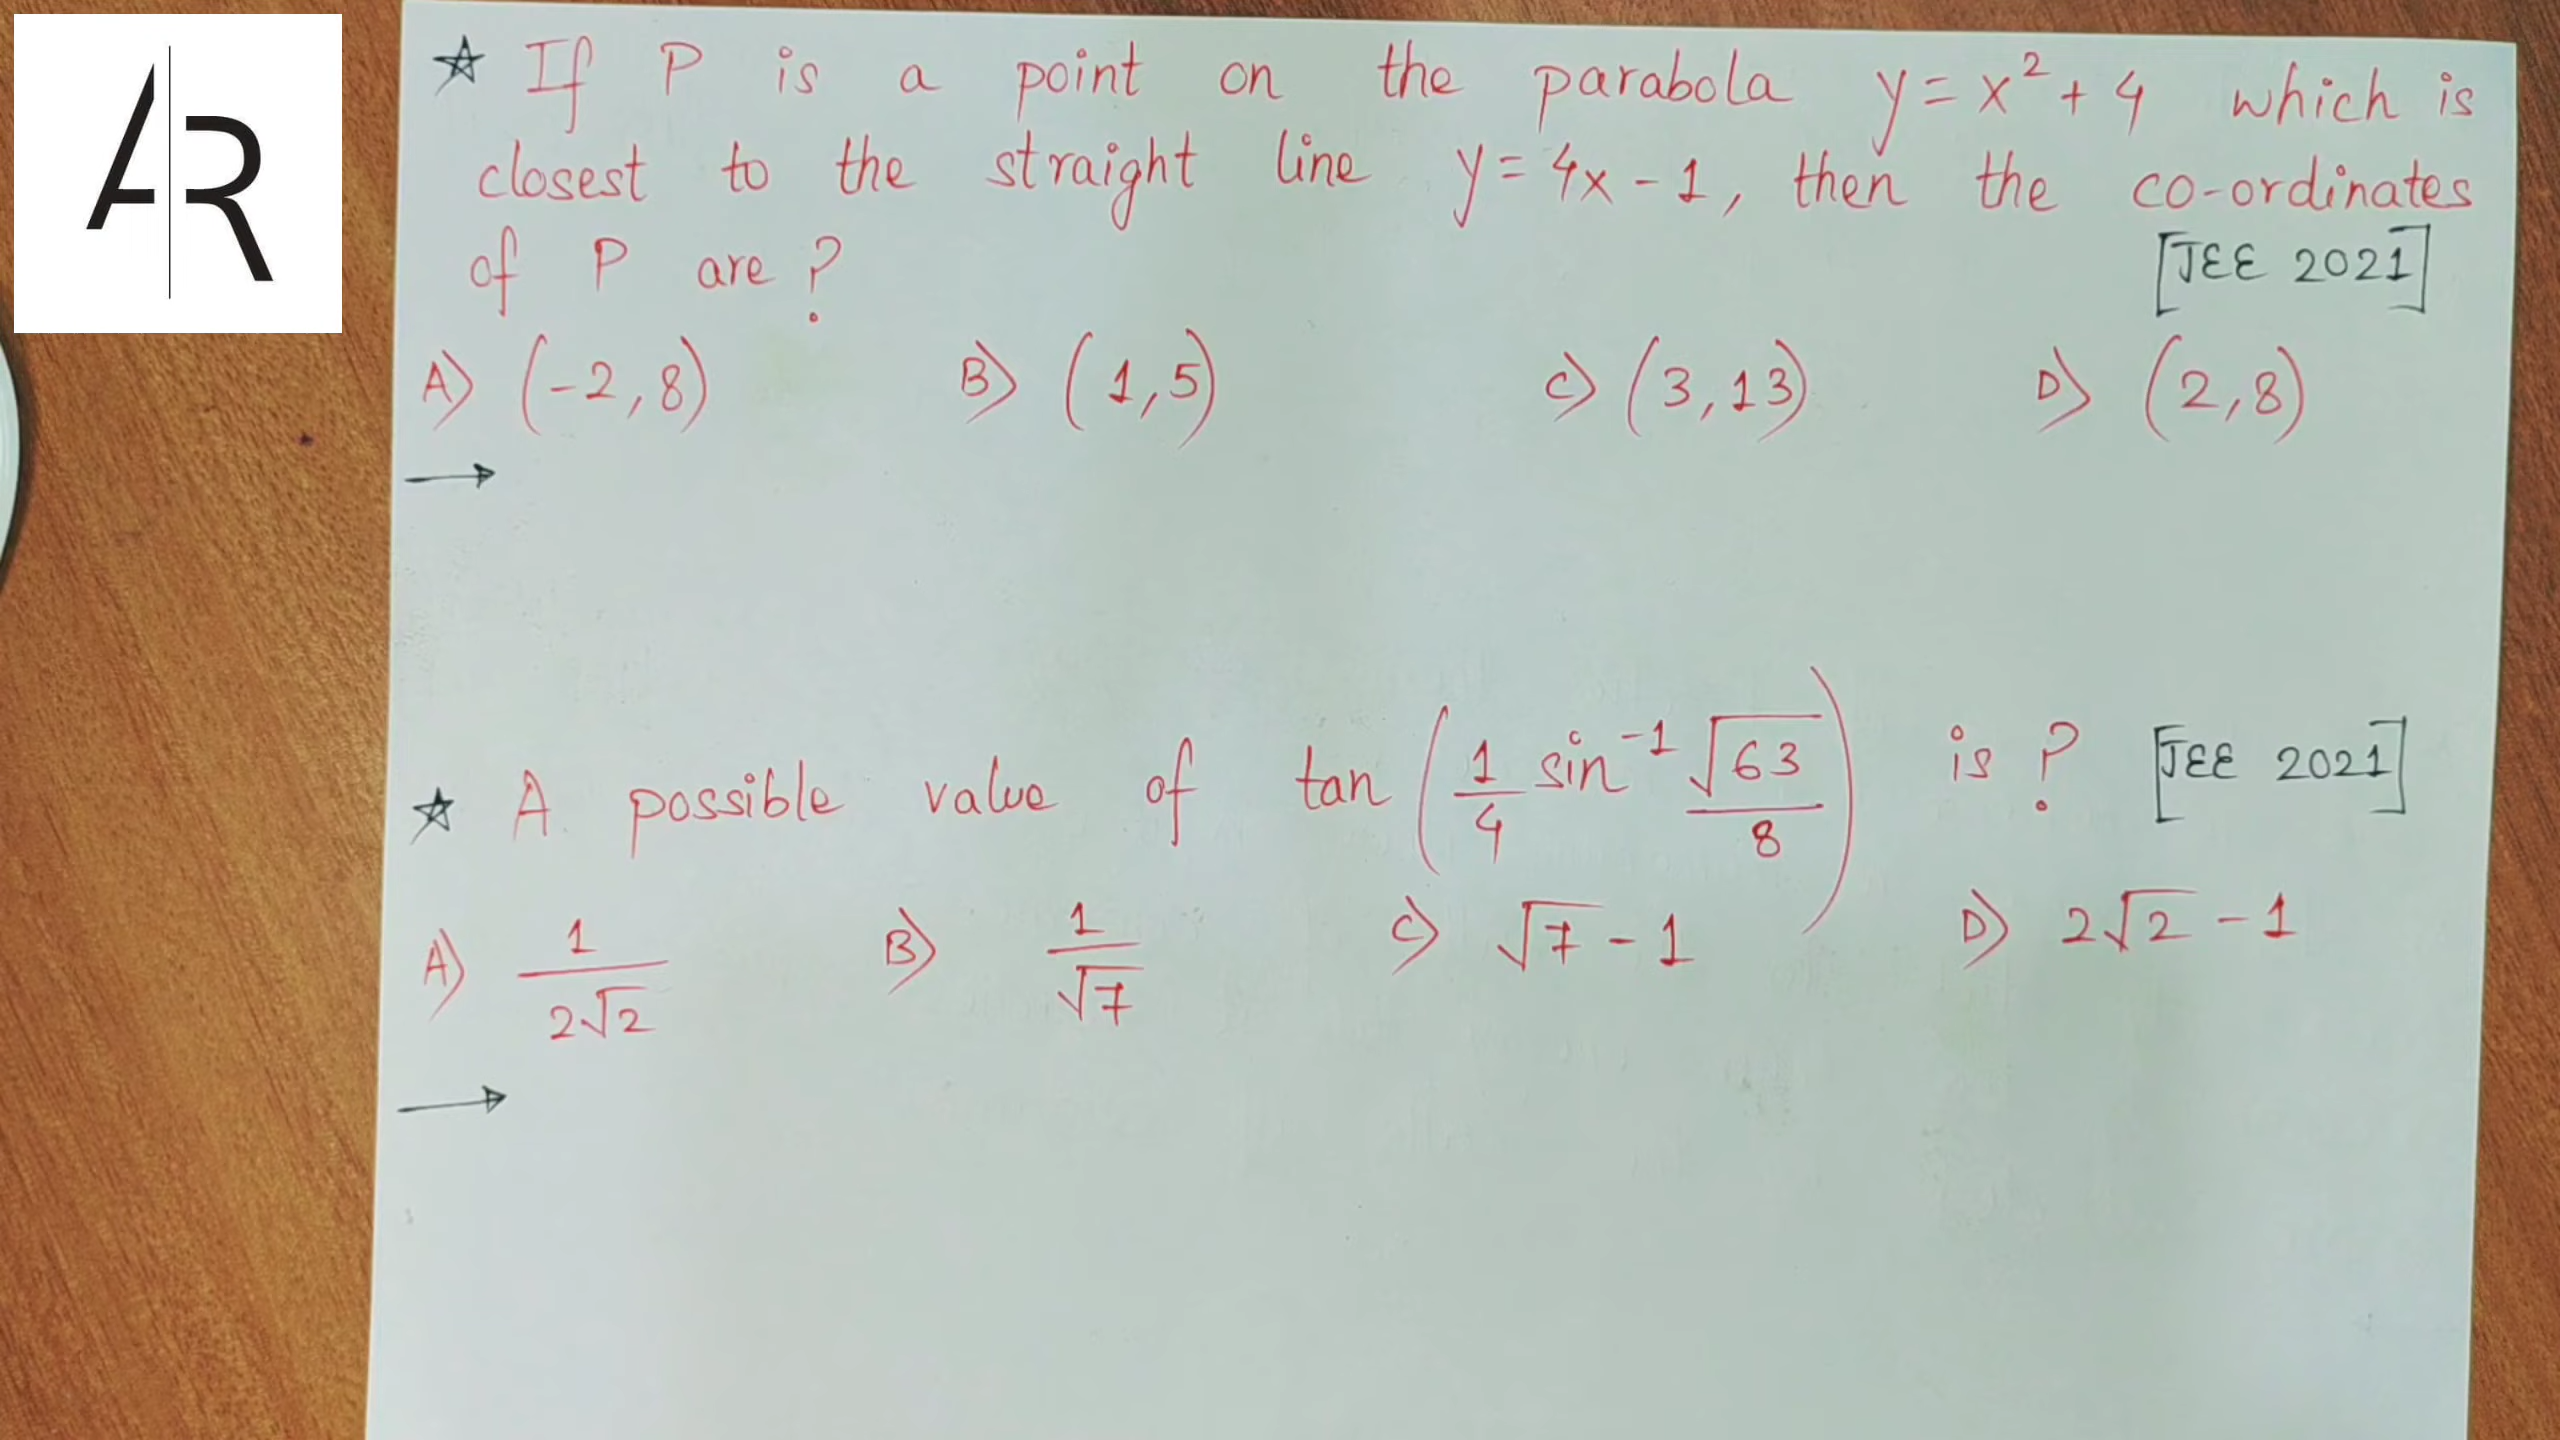 AR
☆ If P is a point on the parabola y = x² + 4 which is
closest to the straight line y = 4x - 1, then the co-ordinates
of P are ? [JEE 2021]
A) (-2, 8) B) (1, 5) C) (3, 13) D) (2, 8)
→
☆ A possible value of tan (1/4 sin⁻¹ √63/8) is ? [JEE 2021]
A) 1/2√2 B) 1/√7 C) √7 - 1 D) 2√2 - 1
→